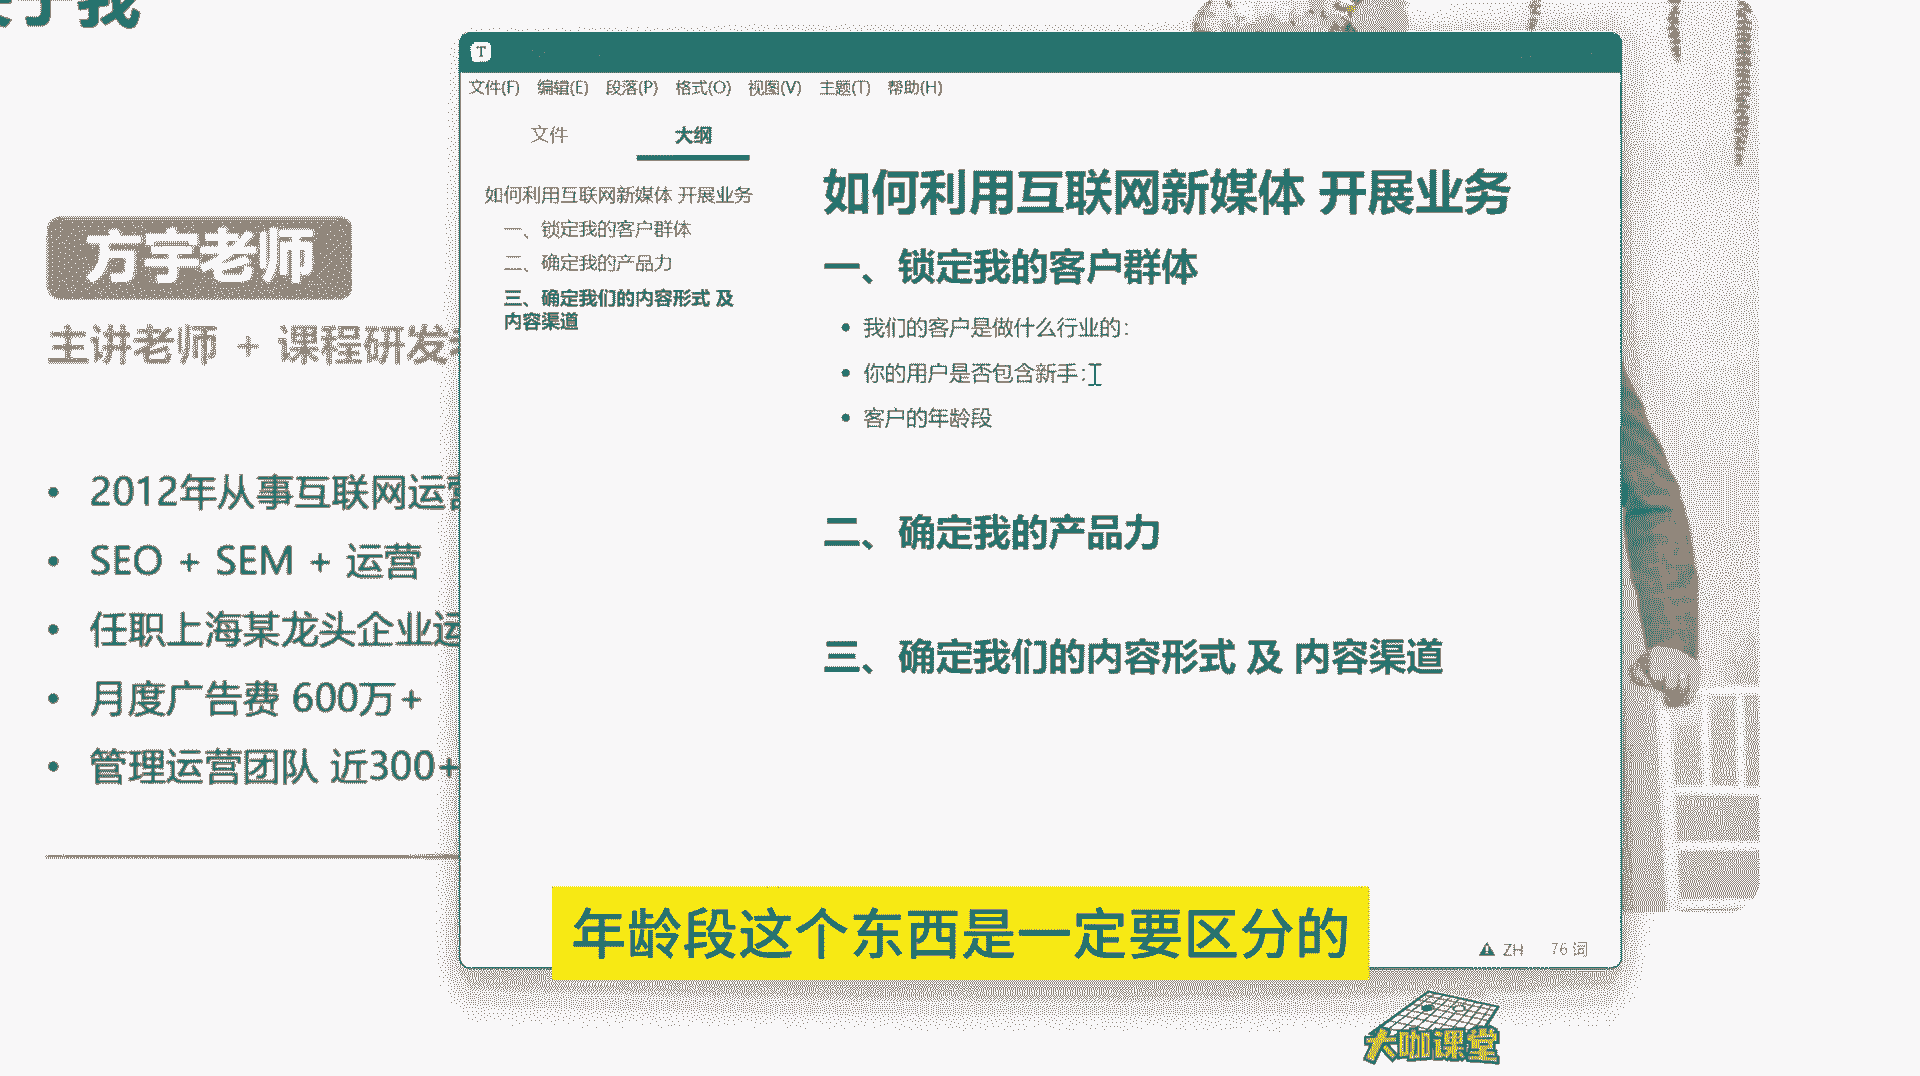 于我
方宇老师
主讲老师 + 课程研发
• 2012年从事互联网运营
• SEO + SEM + 运营
• 任职上海某龙头企业运
• 月度广告费 600万+
• 管理运营团队 近300+
T
文件(F) 编辑(E) 段落(P) 格式(O) 视图(V) 主题(T) 帮助(H)
文件 大纲
如何利用互联网新媒体 开展业务
一、锁定我的客户群体
二、确定我的产品力
三、确定我们的内容形式 及
内容渠道
如何利用互联网新媒体 开展业务
一、锁定我的客户群体
• 我们的客户是做什么行业的：
• 你的用户是否包含新手：
• 客户的年龄段
二、确定我的产品力
三、确定我们的内容形式 及 内容渠道
ZH 76 词
年龄段这个东西是一定要区分的
大咖课堂